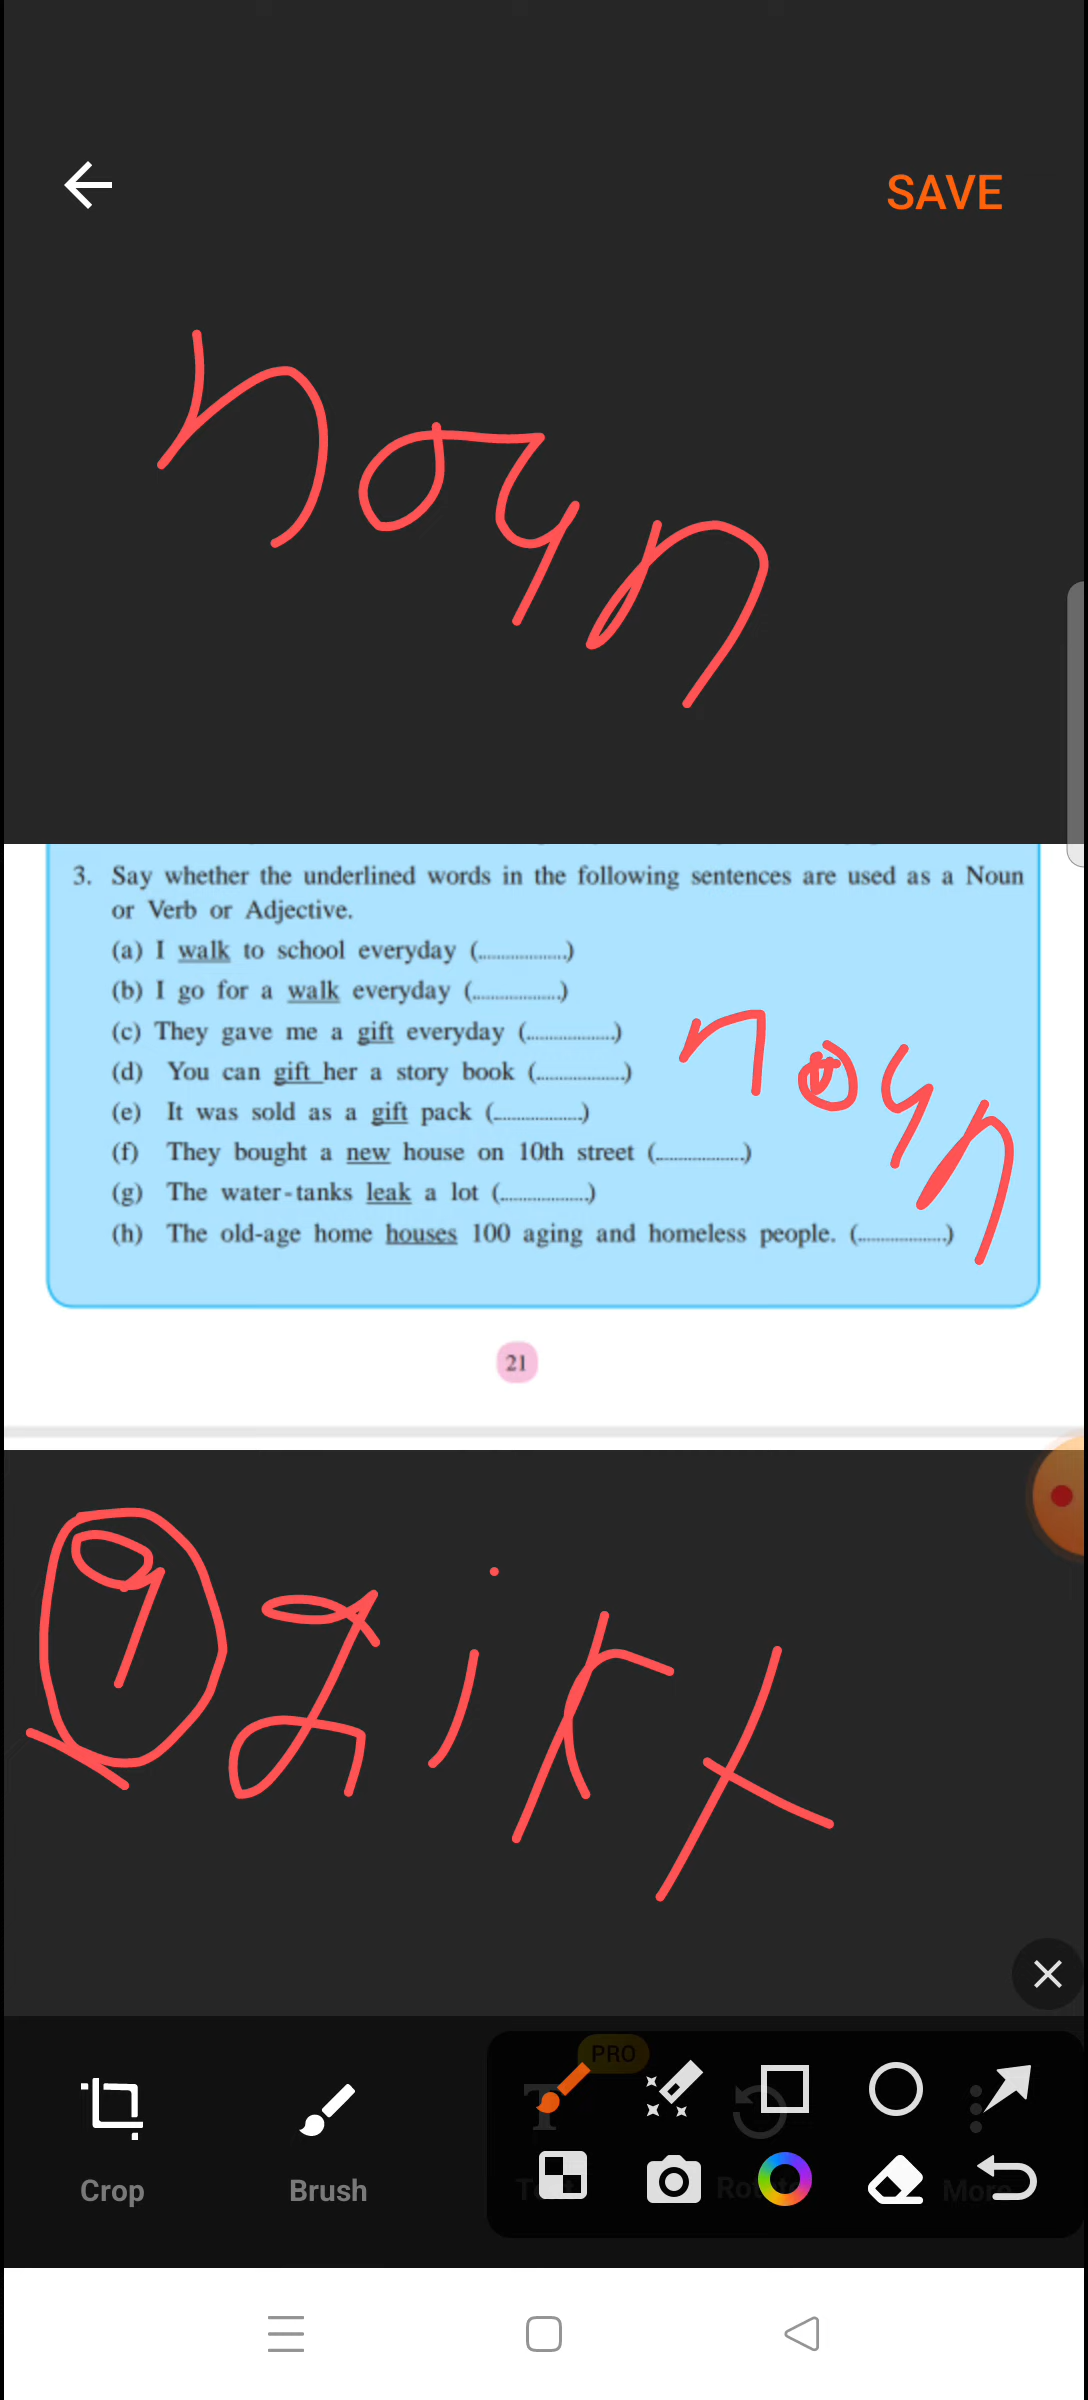 SAVE
noun
3. Say whether the underlined words in the following sentences are used as a Noun
or Verb or Adjective.
(a) I walk to school everyday (..................)
(b) I go for a walk everyday (..................)
(c) They gave me a gift everyday (..................)
(d) You can gift her a story book (..................)
(e) It was sold as a gift pack (..................)
(f) They bought a new house on 10th street (..................)
(g) The water-tanks leak a lot (..................)
(h) The old-age home houses 100 aging and homeless people. (..................)
noun
21
PRO
Crop
Brush